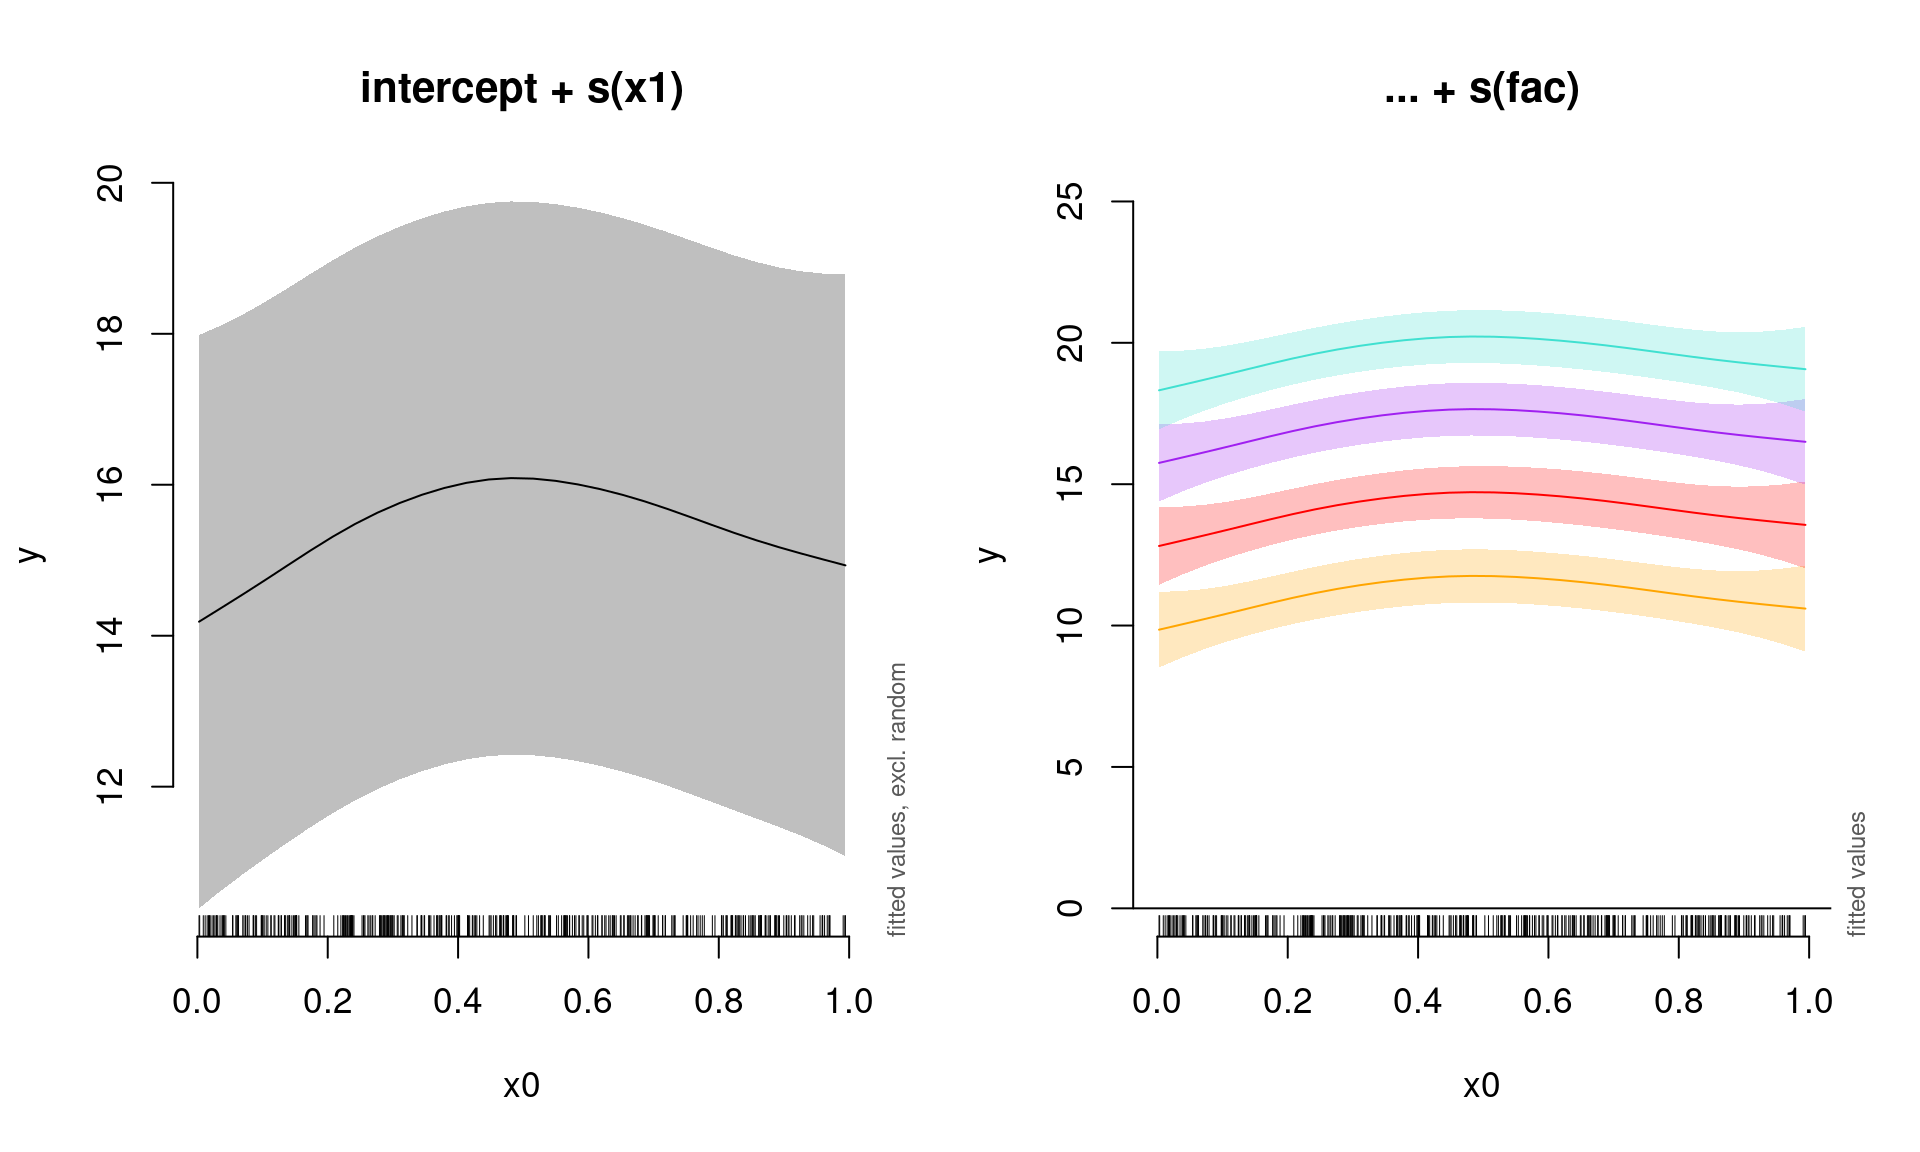 intercept + s(x1)
y
20
18
16
14
12
0.0 0.2 0.4 0.6 0.8 1.0
x0
fitted values, excl. random
... + s(fac)
y
25
20
15
10
5
0
0.0 0.2 0.4 0.6 0.8 1.0
x0
fitted values